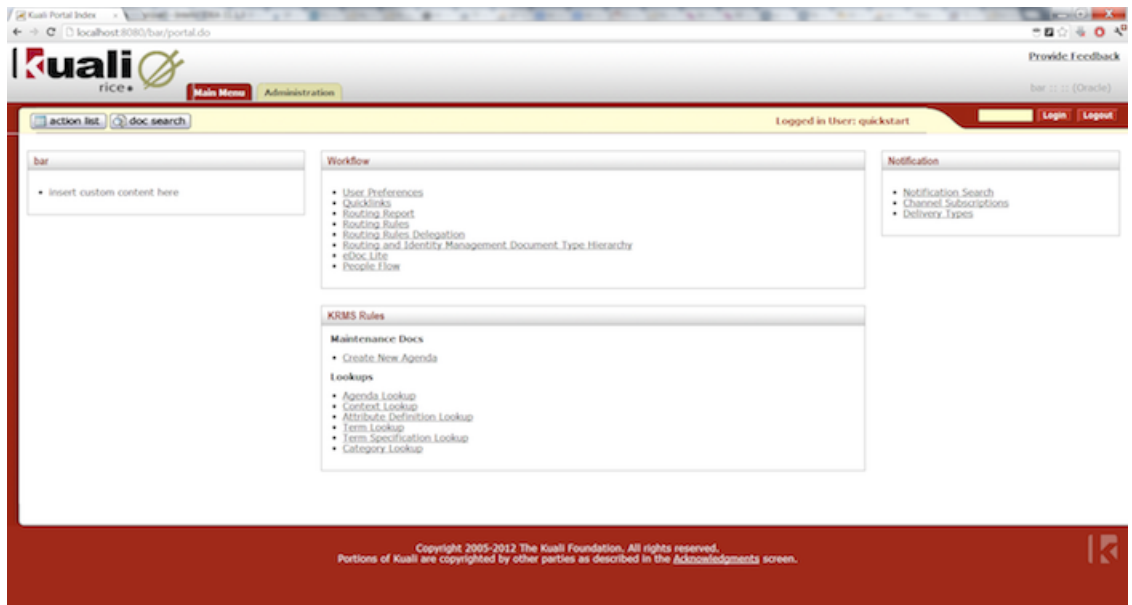 Kuali Portal Index
localhost:8080/bar/portal.do
kuali
rice
Provide Feedback
Main Menu
Administration
bar :: :: (Oracle)
action list
doc search
Logged in User: quickstart
Login
Logout
bar
• insert custom content here
Workflow
• User Preferences
• Quicklinks
• Routing Report
• Routing Rules
• Routing Rules Delegation
• Routing and Identity Management Document Type Hierarchy
• eDoc Lite
• People Flow
KRMS Rules
Maintenance Docs
• Create New Agenda
Lookups
• Agenda Lookup
• Context Lookup
• Attribute Definition Lookup
• Term Lookup
• Term Specification Lookup
• Category Lookup
Notification
• Notification Search
• Channel Subscriptions
• Delivery Types
Copyright 2005-2012 The Kuali Foundation. All rights reserved.
Portions of Kuali are copyrighted by other parties as described in the Acknowledgments screen.